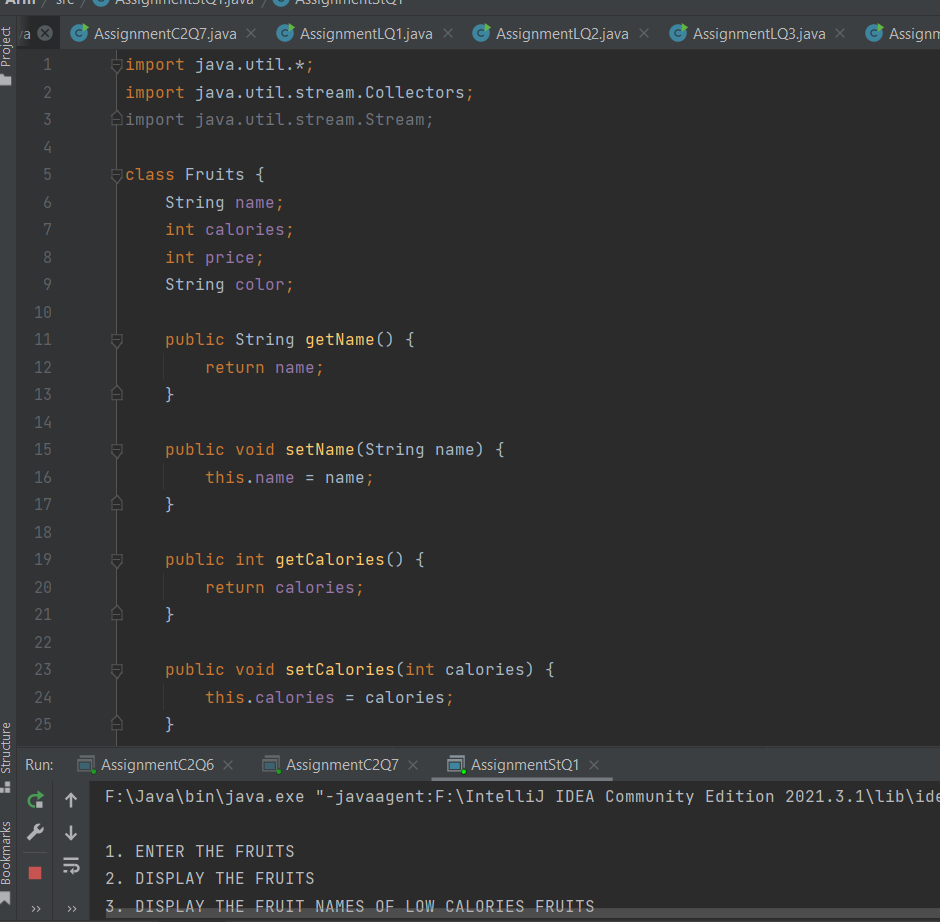 src / AssignmentStQ1.java / AssignmentStQ1
va AssignmentC2Q7.java AssignmentLQ1.java AssignmentLQ2.java AssignmentLQ3.java Assignm
Project
1 import java.util.*;
2 import java.util.stream.Collectors;
3 import java.util.stream.Stream;
4
5 class Fruits {
6 String name;
7 int calories;
8 int price;
9 String color;
10
11 public String getName() {
12 return name;
13 }
14
15 public void setName(String name) {
16 this.name = name;
17 }
18
19 public int getCalories() {
20 return calories;
21 }
22
23 public void setCalories(int calories) {
24 this.calories = calories;
25 }
Structure
Bookmarks
Run: AssignmentC2Q6 AssignmentC2Q7 AssignmentStQ1
F:\Java\bin\java.exe "-javaagent:F:\IntelliJ IDEA Community Edition 2021.3.1\lib\ide
1. ENTER THE FRUITS
2. DISPLAY THE FRUITS
3. DISPLAY THE FRUIT NAMES OF LOW CALORIES FRUITS